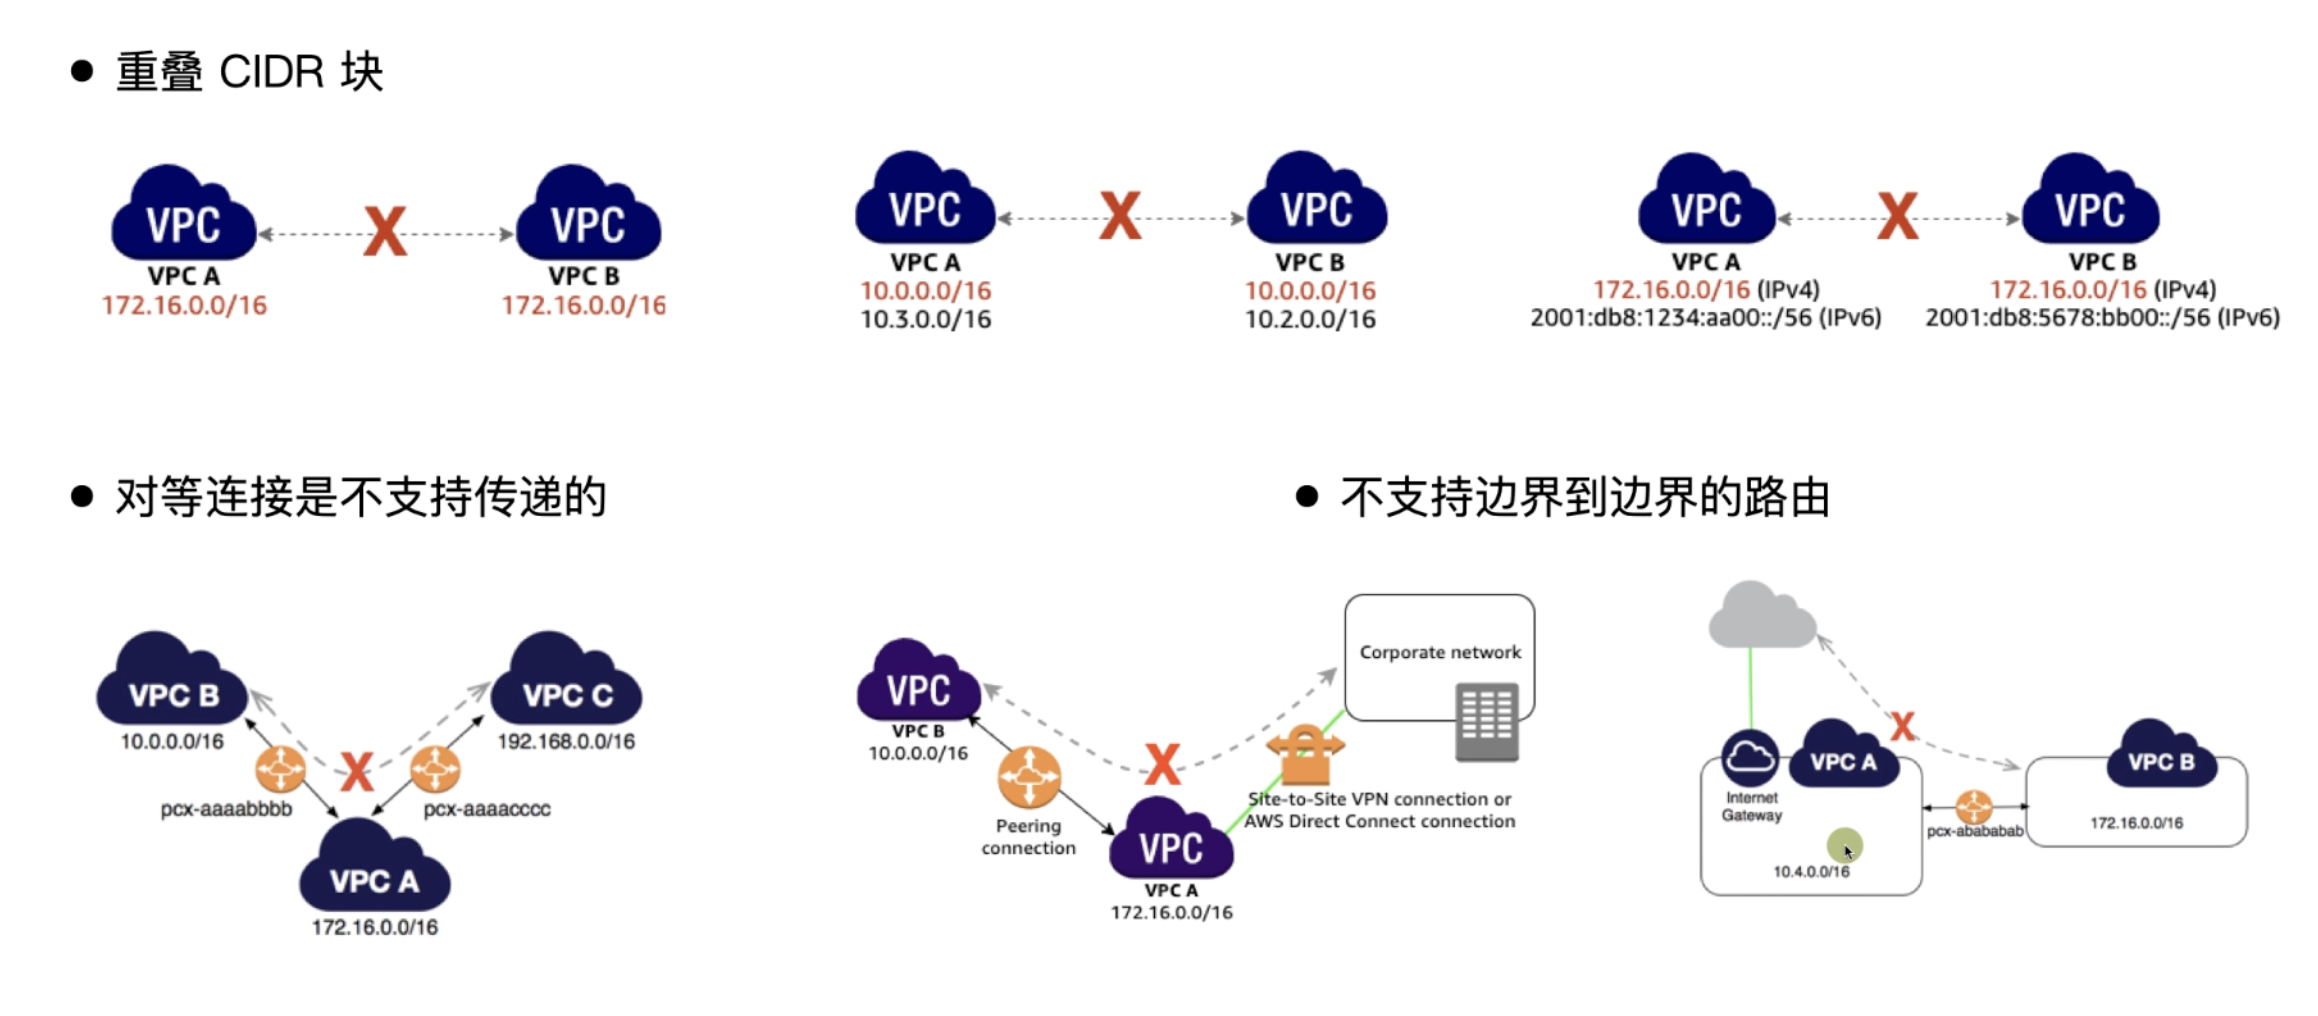 ● 重叠 CIDR 块
VPC
VPC A
172.16.0.0/16
X
VPC
VPC B
172.16.0.0/16
VPC
VPC A
10.0.0.0/16
10.3.0.0/16
X
VPC
VPC B
10.0.0.0/16
10.2.0.0/16
VPC
VPC A
172.16.0.0/16 (IPv4)
2001:db8:1234:aa00::/56 (IPv6)
X
VPC
VPC B
172.16.0.0/16 (IPv4)
2001:db8:5678:bb00::/56 (IPv6)
● 对等连接是不支持传递的
VPC B
10.0.0.0/16
VPC C
192.168.0.0/16
X
pcx-aaaabbbb
pcx-aaaacccc
VPC A
172.16.0.0/16
● 不支持边界到边界的路由
VPC
VPC B
10.0.0.0/16
Corporate network
X
Peering
connection
Site-to-Site VPN connection or
AWS Direct Connect connection
VPC
VPC A
172.16.0.0/16
X
VPC A
Internet
Gateway
10.4.0.0/16
pcx-abababab
VPC B
172.16.0.0/16